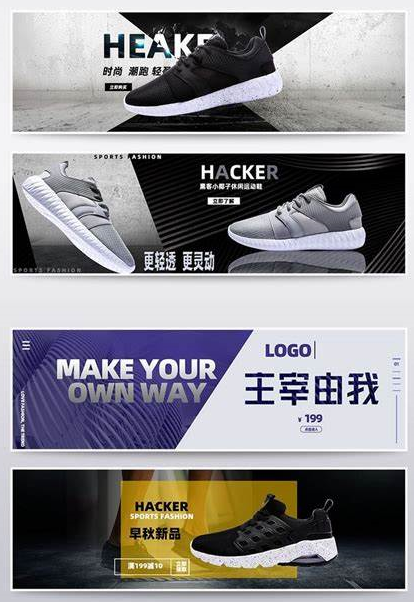 HEAKE
时尚 潮跑 轻
立即购买
SPORTS FASHION
HACKER
黑客小椰子休闲运动鞋
立即了解
更轻透 更灵动
SPORTS FASHION
MAKE YOUR
OWN WAY
LOGO
主宰由我
¥ 199
01
HACKER
SPORTS FASHION
早秋新品
满199减10
立即